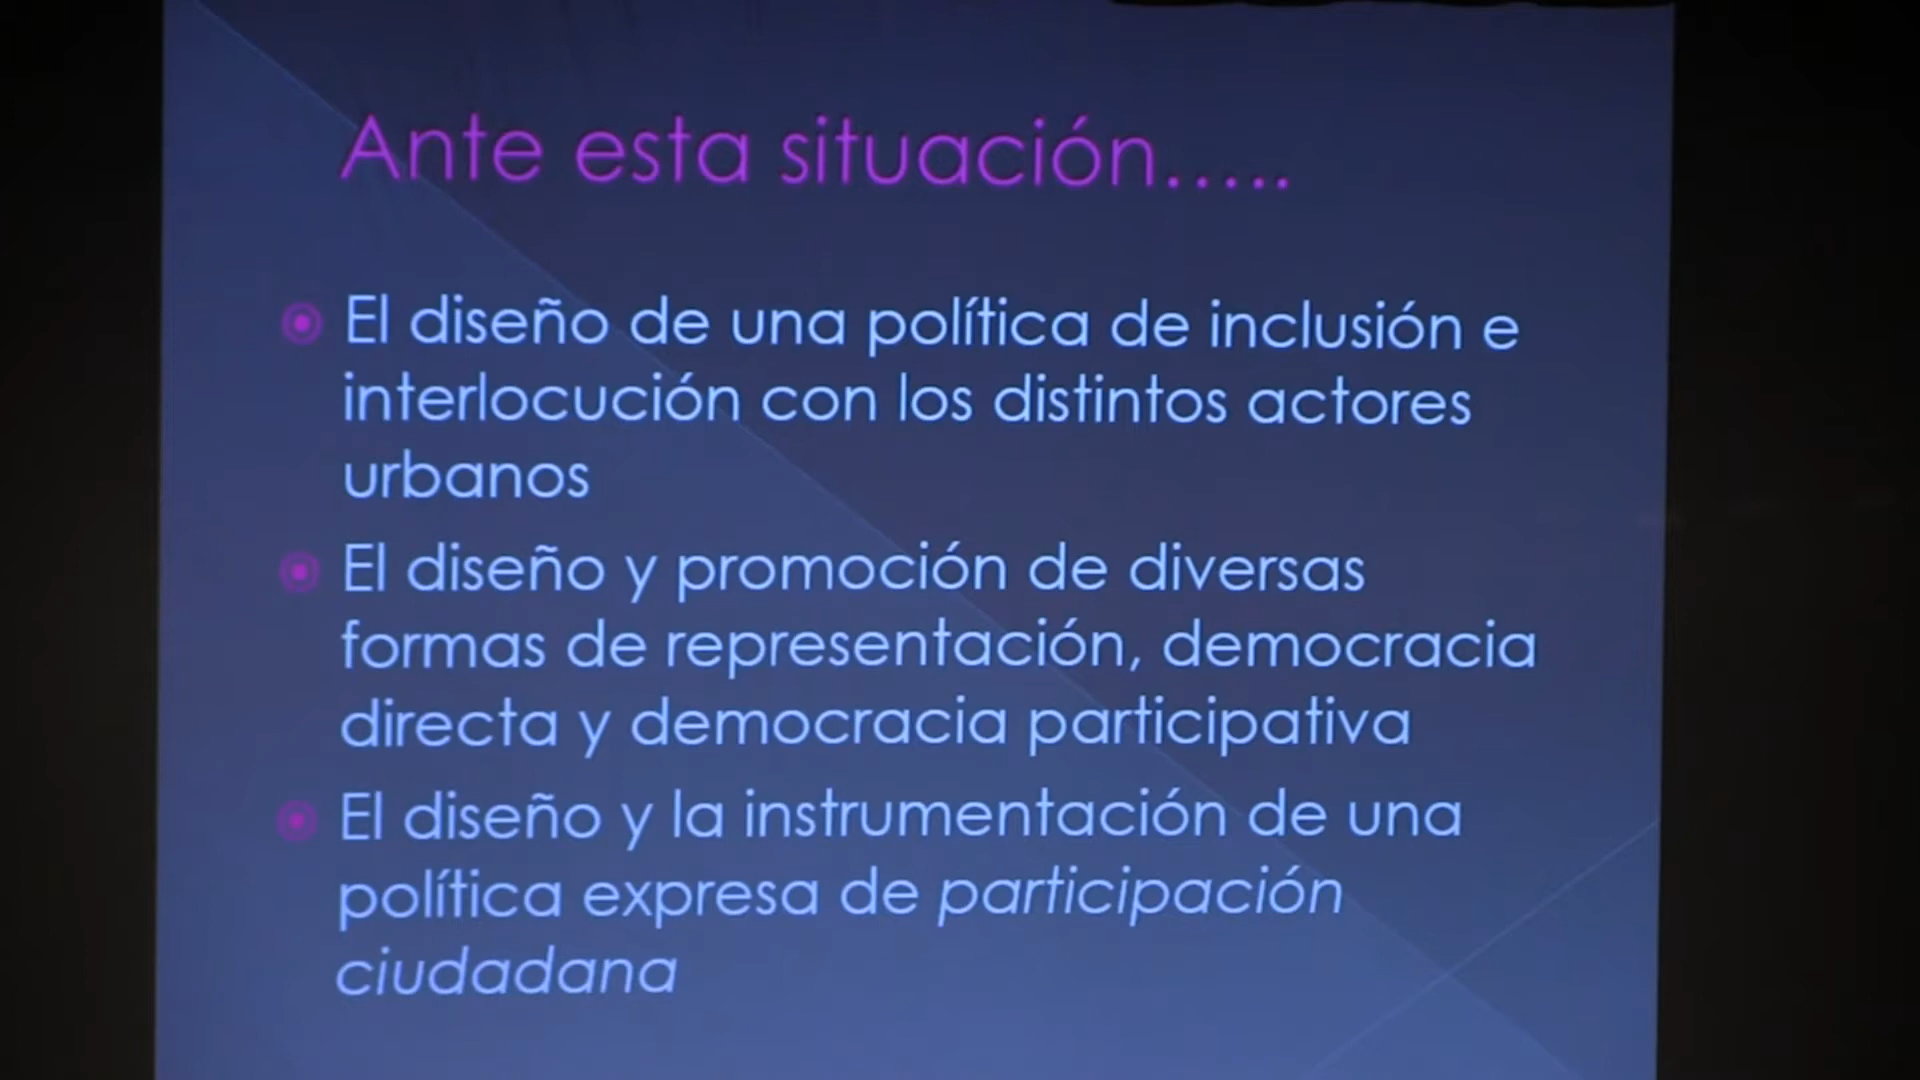 Ante esta situación.....
El diseño de una política de inclusión e
interlocución con los distintos actores
urbanos
El diseño y promoción de diversas
formas de representación, democracia
directa y democracia participativa
El diseño y la instrumentación de una
política expresa de participación
ciudadana